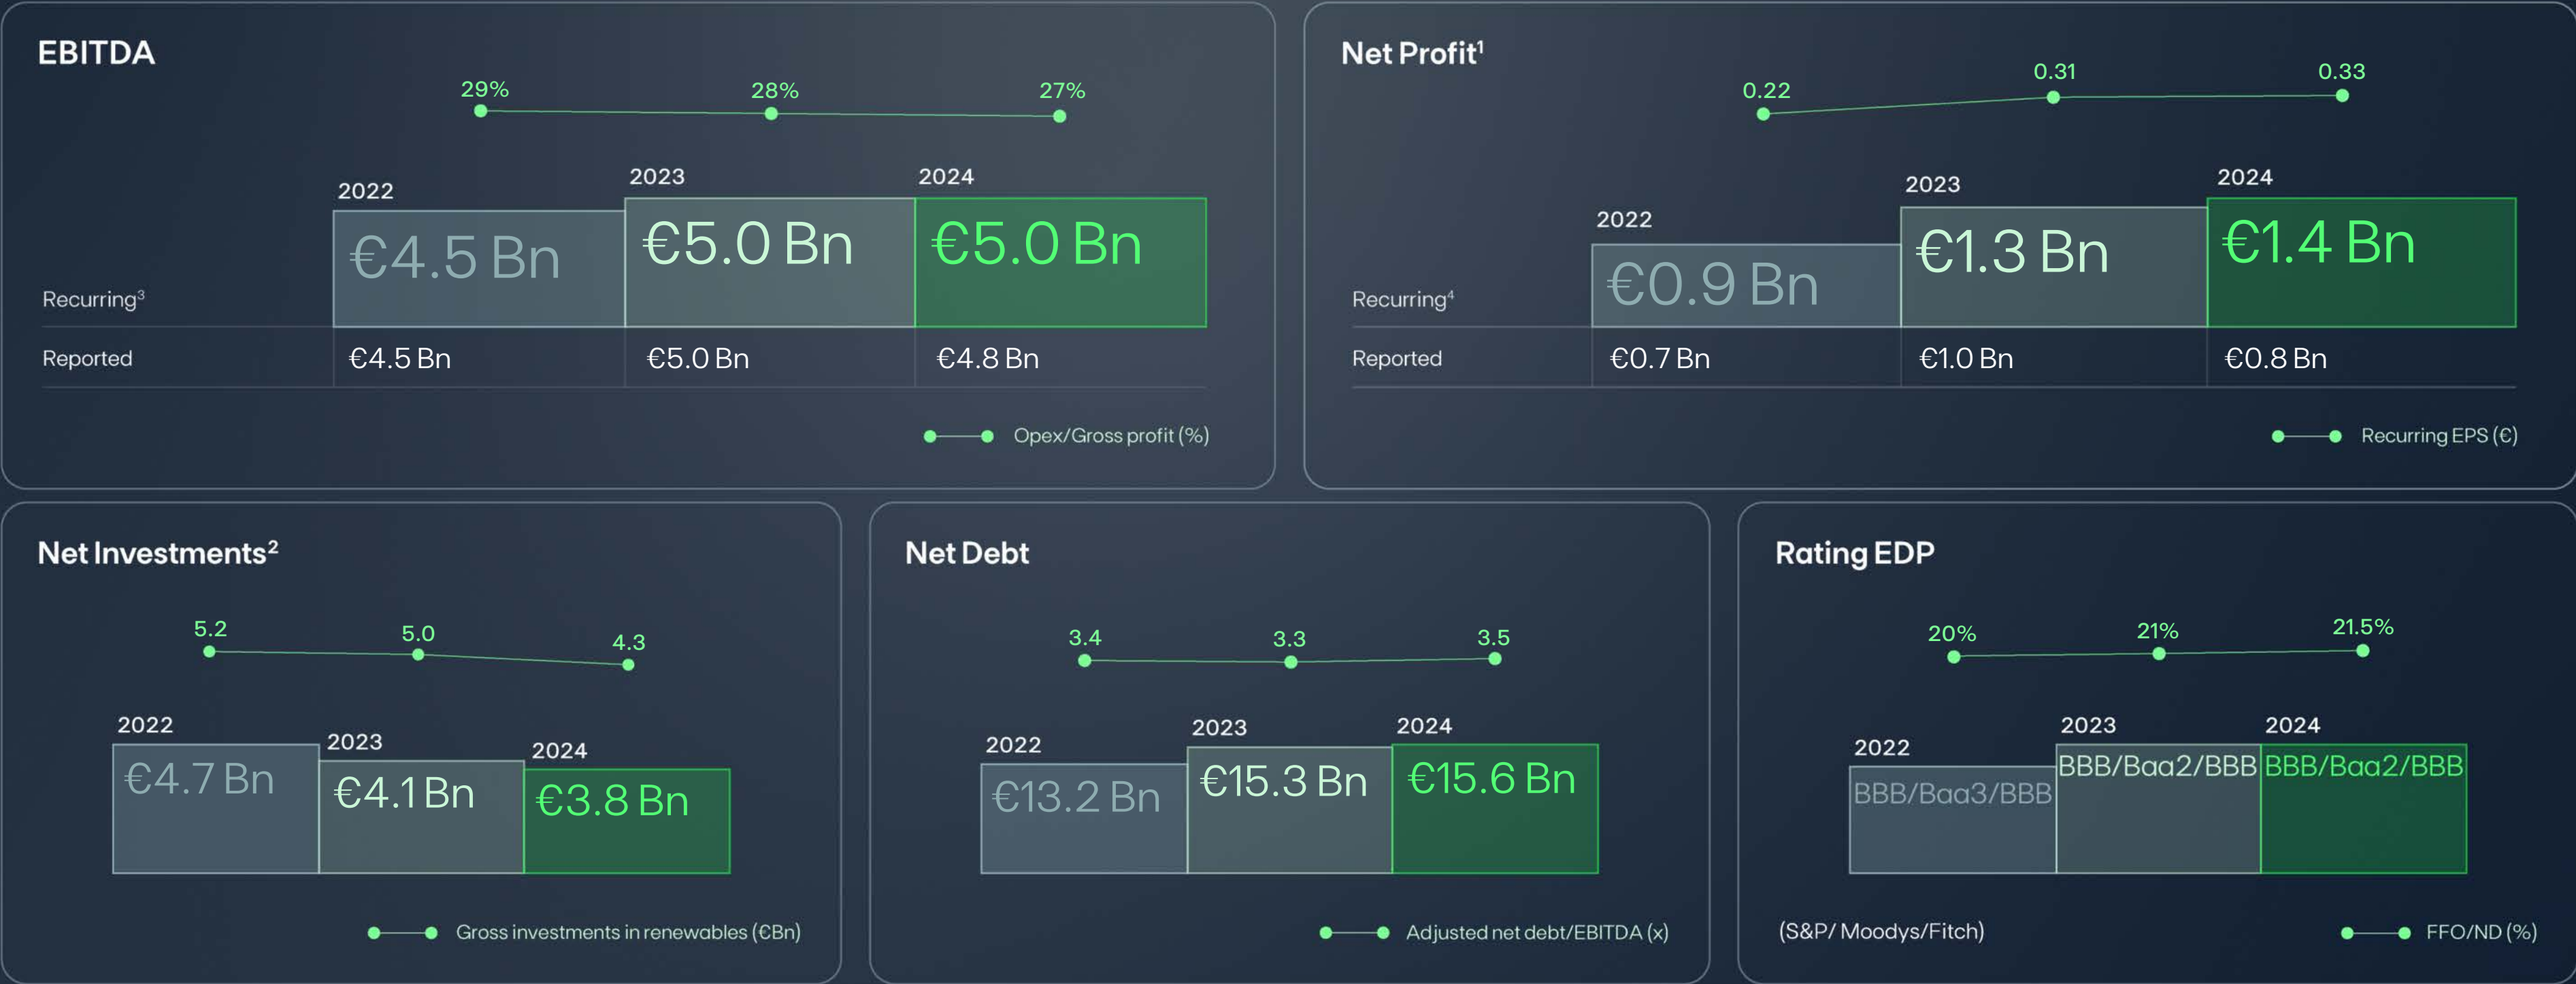 EBITDA
29% 28% 27%
2022 2023 2024
€4.5 Bn €5.0 Bn €5.0 Bn
Recurring³
Reported €4.5 Bn €5.0 Bn €4.8 Bn
Opex/Gross profit (%)
Net Profit¹
0.22 0.31 0.33
2022 2023 2024
€0.9 Bn €1.3 Bn €1.4 Bn
Recurring⁴
Reported €0.7 Bn €1.0 Bn €0.8 Bn
Recurring EPS (€)
Net Investments²
5.2 5.0 4.3
2022 2023 2024
€4.7 Bn €4.1 Bn €3.8 Bn
Gross investments in renewables (€Bn)
Net Debt
3.4 3.3 3.5
2022 2023 2024
€13.2 Bn €15.3 Bn €15.6 Bn
Adjusted net debt/EBITDA (x)
Rating EDP
20% 21% 21.5%
2022 2023 2024
BBB/Baa3/BBB BBB/Baa2/BBB BBB/Baa2/BBB
(S&P/ Moodys/Fitch) FFO/ND (%)